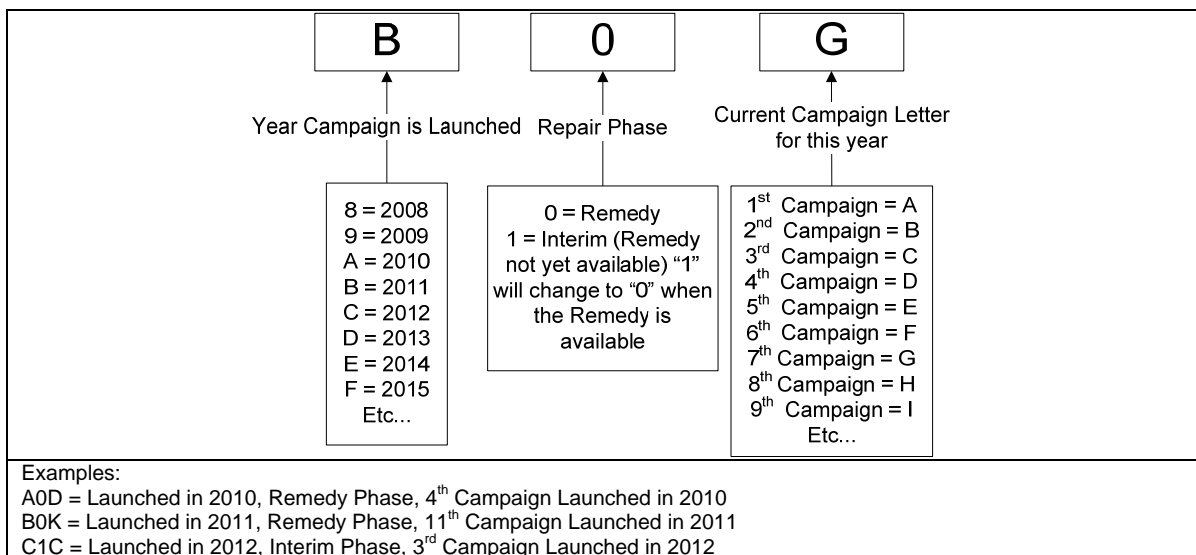 B 0 G
Year Campaign is Launched
Repair Phase
Current Campaign Letter
for this year
8 = 2008
9 = 2009
A = 2010
B = 2011
C = 2012
D = 2013
E = 2014
F = 2015
Etc...
0 = Remedy
1 = Interim (Remedy
not yet available) “1”
will change to “0” when
the Remedy is
available
1st Campaign = A
2nd Campaign = B
3rd Campaign = C
4th Campaign = D
5th Campaign = E
6th Campaign = F
7th Campaign = G
8th Campaign = H
9th Campaign = I
Etc...
Examples:
A0D = Launched in 2010, Remedy Phase, 4th Campaign Launched in 2010
B0K = Launched in 2011, Remedy Phase, 11th Campaign Launched in 2011
C1C = Launched in 2012, Interim Phase, 3rd Campaign Launched in 2012